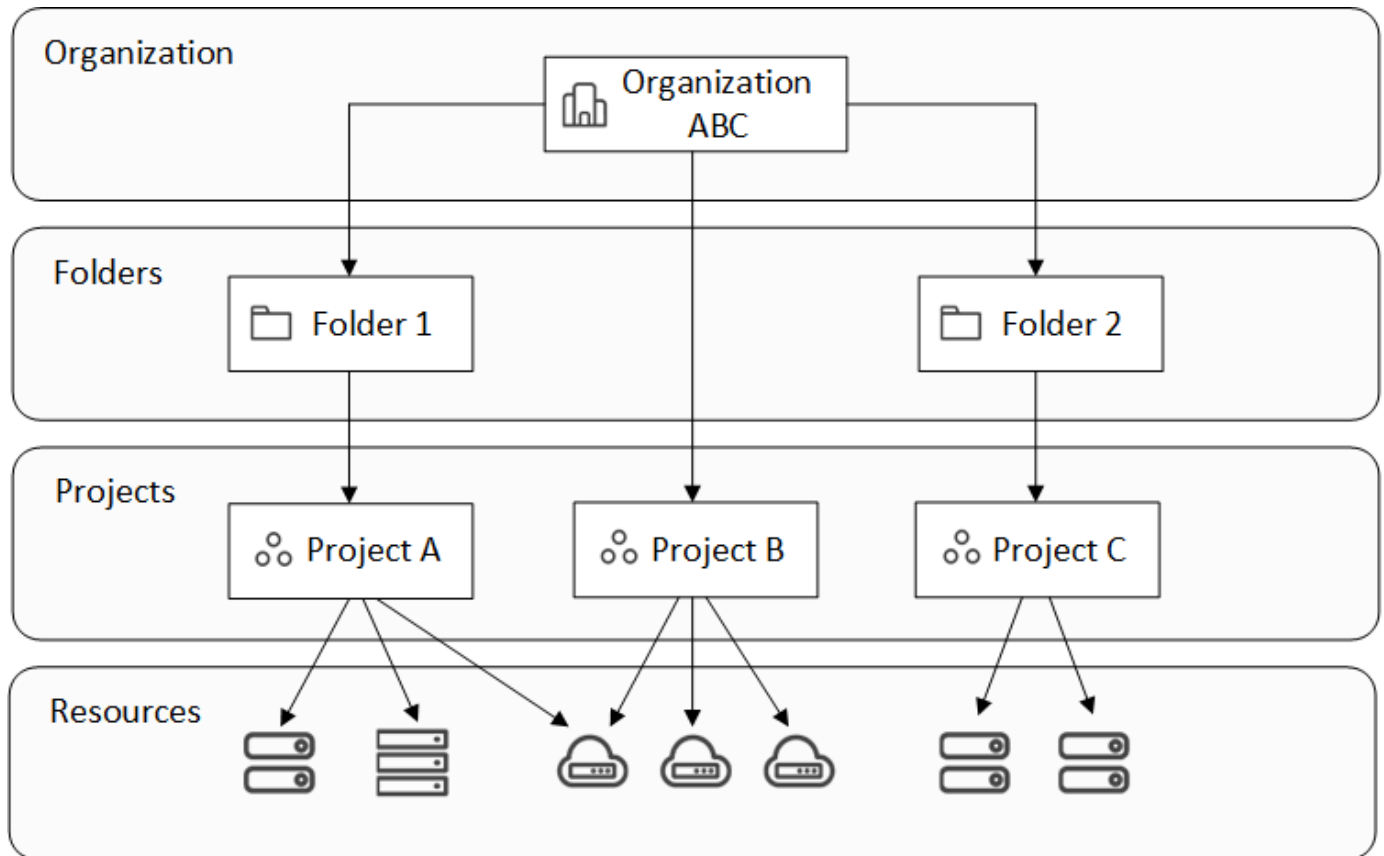 Organization
Organization
ABC
Folders
Folder 1
Folder 2
Projects
Project A
Project B
Project C
Resources